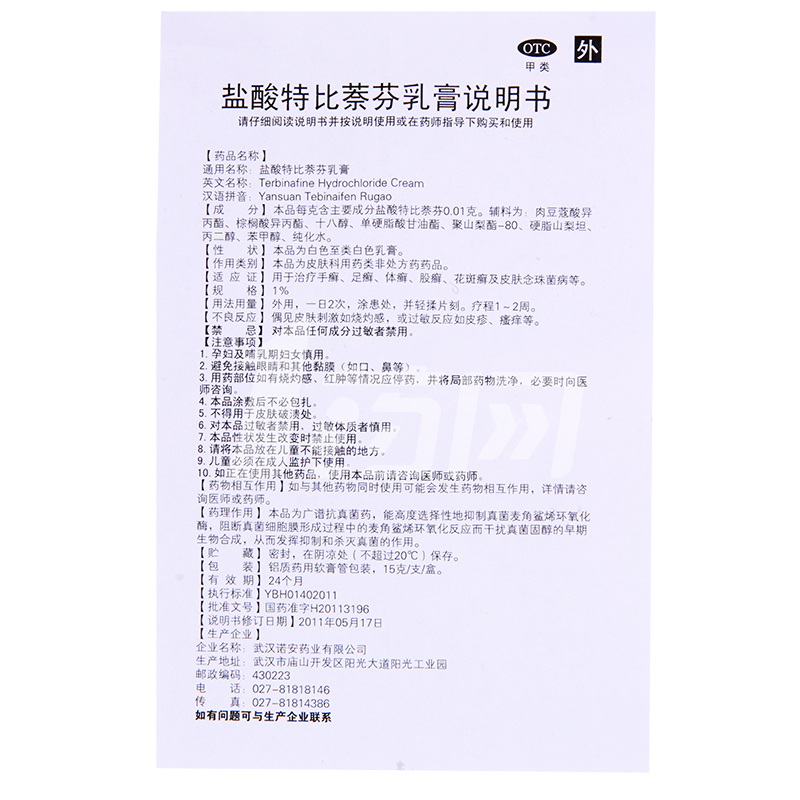 OTC
甲类
外
盐酸特比萘芬乳膏说明书
请仔细阅读说明书并按说明使用或在药师指导下购买和使用
【药品名称】
通用名称：盐酸特比萘芬乳膏
英文名称：Terbinafine Hydrochloride Cream
汉语拼音：Yansuan Tebinaifen Rugao
【成 分】本品每克含主要成分盐酸特比萘芬0.01克。辅料为：肉豆蔻酸异
丙酯、棕榈酸异丙酯、十八醇、单硬脂酸甘油酯、聚山梨酯-80、硬脂山梨坦、
丙二醇、苯甲醇、纯化水。
【性 状】本品为白色至类白色乳膏。
【作用类别】本品为皮肤科用药类非处方药药品。
【适 应 证】用于治疗手癣、足癣、体癣、股癣、花斑癣及皮肤念珠菌病等。
【规 格】1%
【用法用量】外用，一日2次，涂患处，并轻揉片刻。疗程1～2周。
【不良反应】偶见皮肤刺激如烧灼感，或过敏反应如皮疹、瘙痒等。
【禁 忌】对本品任何成分过敏者禁用。
【注意事项】
1. 孕妇及哺乳期妇女慎用。
2. 避免接触眼睛和其他黏膜（如口、鼻等）。
3. 用药部位如有烧灼感、红肿等情况应停药，并将局部药物洗净，必要时向医
师咨询。
4. 本品涂敷后不必包扎。
5. 不得用于皮肤破溃处。
6. 对本品过敏者禁用，过敏体质者慎用。
7. 本品性状发生改变时禁止使用。
8. 请将本品放在儿童不能接触的地方。
9. 儿童必须在成人监护下使用。
10. 如正在使用其他药品，使用本品前请咨询医师或药师。
【药物相互作用】如与其他药物同时使用可能会发生药物相互作用，详情请咨
询医师或药师。
【药理作用】本品为广谱抗真菌药，能高度选择性地抑制真菌麦角鲨烯环氧化
酶，阻断真菌细胞膜形成过程中的麦角鲨烯环氧化反应而干扰真菌固醇的早期
生物合成，从而发挥抑制和杀灭真菌的作用。
【贮 藏】密封，在阴凉处（不超过20℃）保存。
【包 装】铝质药用软膏管包装，15克/支/盒。
【有 效 期】24个月
【执行标准】YBH01402011
【批准文号】国药准字H20113196
【说明书修订日期】2011年05月17日
【生产企业】
企业名称：武汉诺安药业有限公司
生产地址：武汉市庙山开发区阳光大道阳光工业园
邮政编码：430223
电 话：027-81818146
传 真：027-81814386
如有问题可与生产企业联系